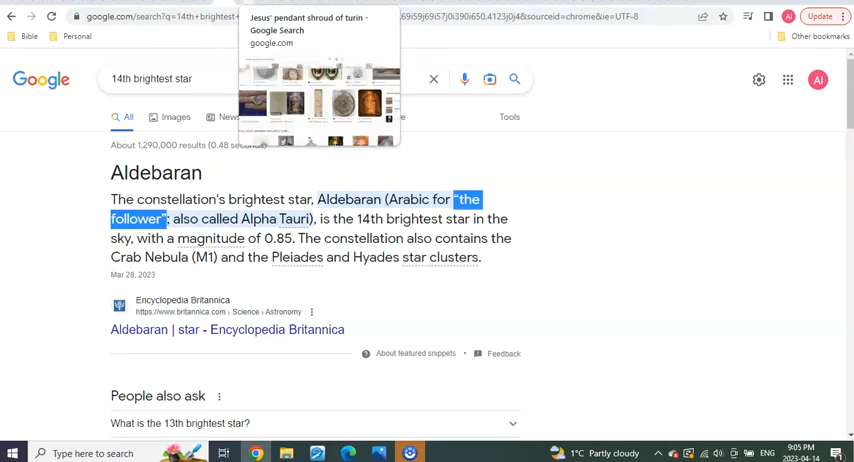 google.com/search?q=14th+brightest+
69i59j69i57j0i390i650.4123j0j4&sourceid=chrome&ie=UTF-8
AI
Update
Bible
Personal
Other bookmarks
Jesus' pendant shroud of turin -
Google Search
google.com
Google
14th brightest star
AI
All
Images
Tools
About 1,290,000 results (0.48 seconds)
Aldebaran
The constellation's brightest star, Aldebaran (Arabic for “the
follower”; also called Alpha Tauri), is the 14th brightest star in the
sky, with a magnitude of 0.85. The constellation also contains the
Crab Nebula (M1) and the Pleiades and Hyades star clusters.
Mar 28, 2023
Encyclopedia Britannica
https://www.britannica.com › Science › Astronomy
Aldebaran | star - Encyclopedia Britannica
About featured snippets • Feedback
People also ask
What is the 13th brightest star?
Type here to search
1°C Partly cloudy
ENG
9:05 PM
2023-04-14